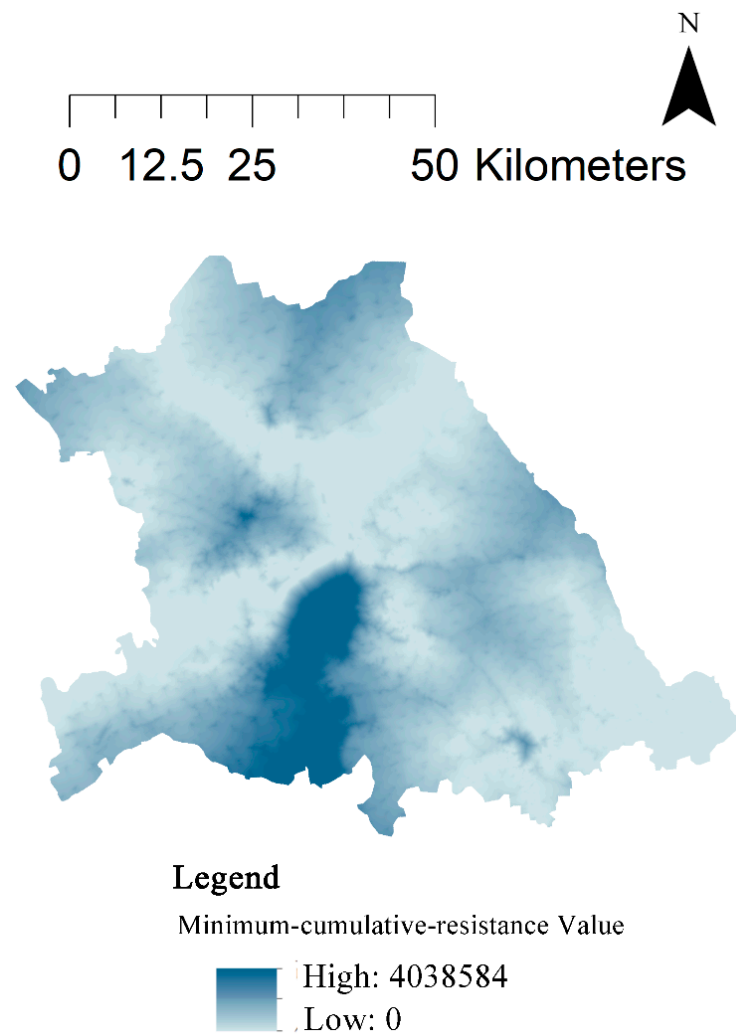 N
0 12.5 25 50 Kilometers
Legend
Minimum-cumulative-resistance Value
High: 4038584
Low: 0